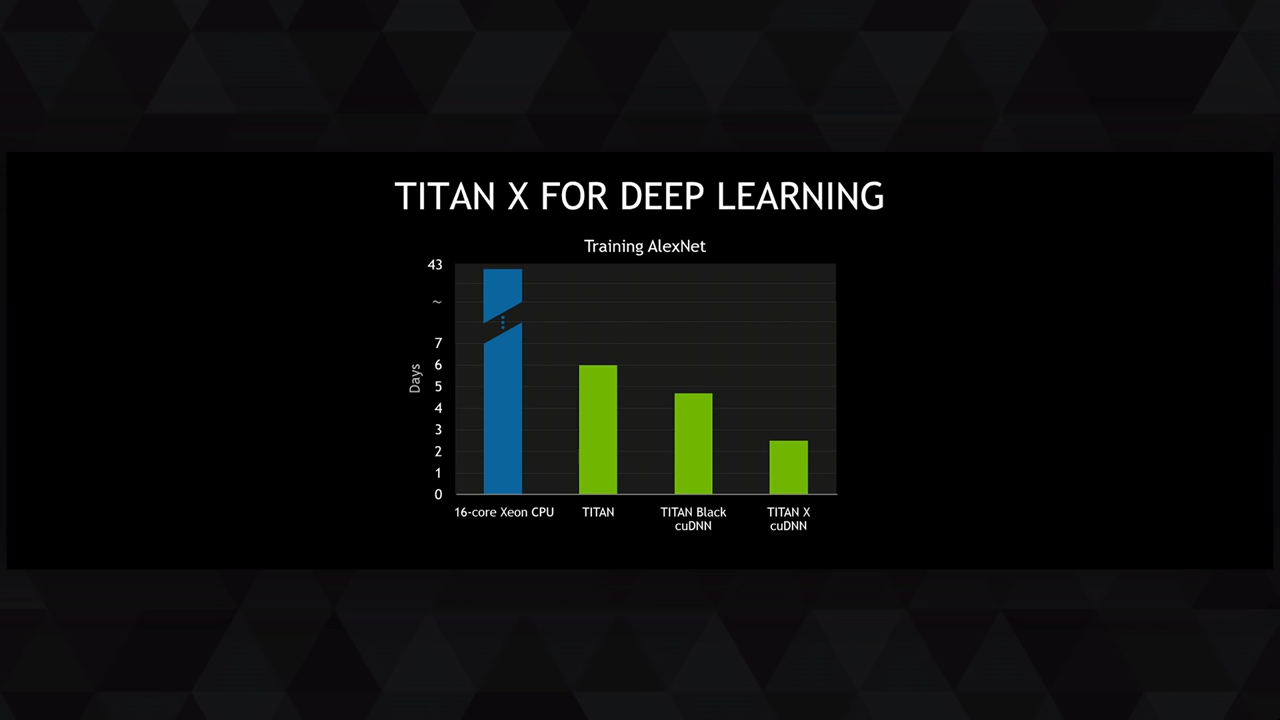 TITAN X FOR DEEP LEARNING
Training AlexNet
43
~
7
6
5
4
3
2
1
0
Days
16-core Xeon CPU
TITAN
TITAN Black
cuDNN
TITAN X
cuDNN